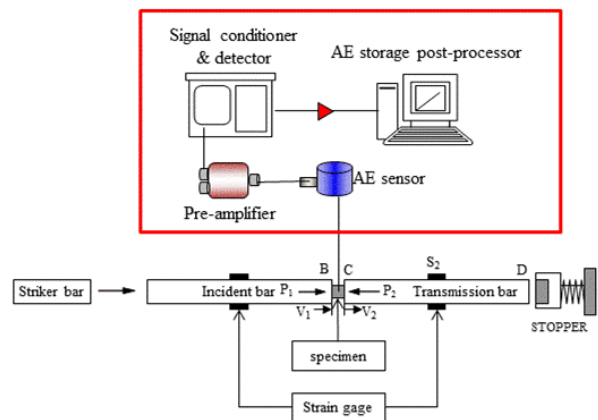 Signal conditioner
& detector
AE storage post-processor
AE sensor
Pre-amplifier
B C S2 D
Striker bar
Incident bar P1 P2 Transmission bar
V1 V2
STOPPER
specimen
Strain gage